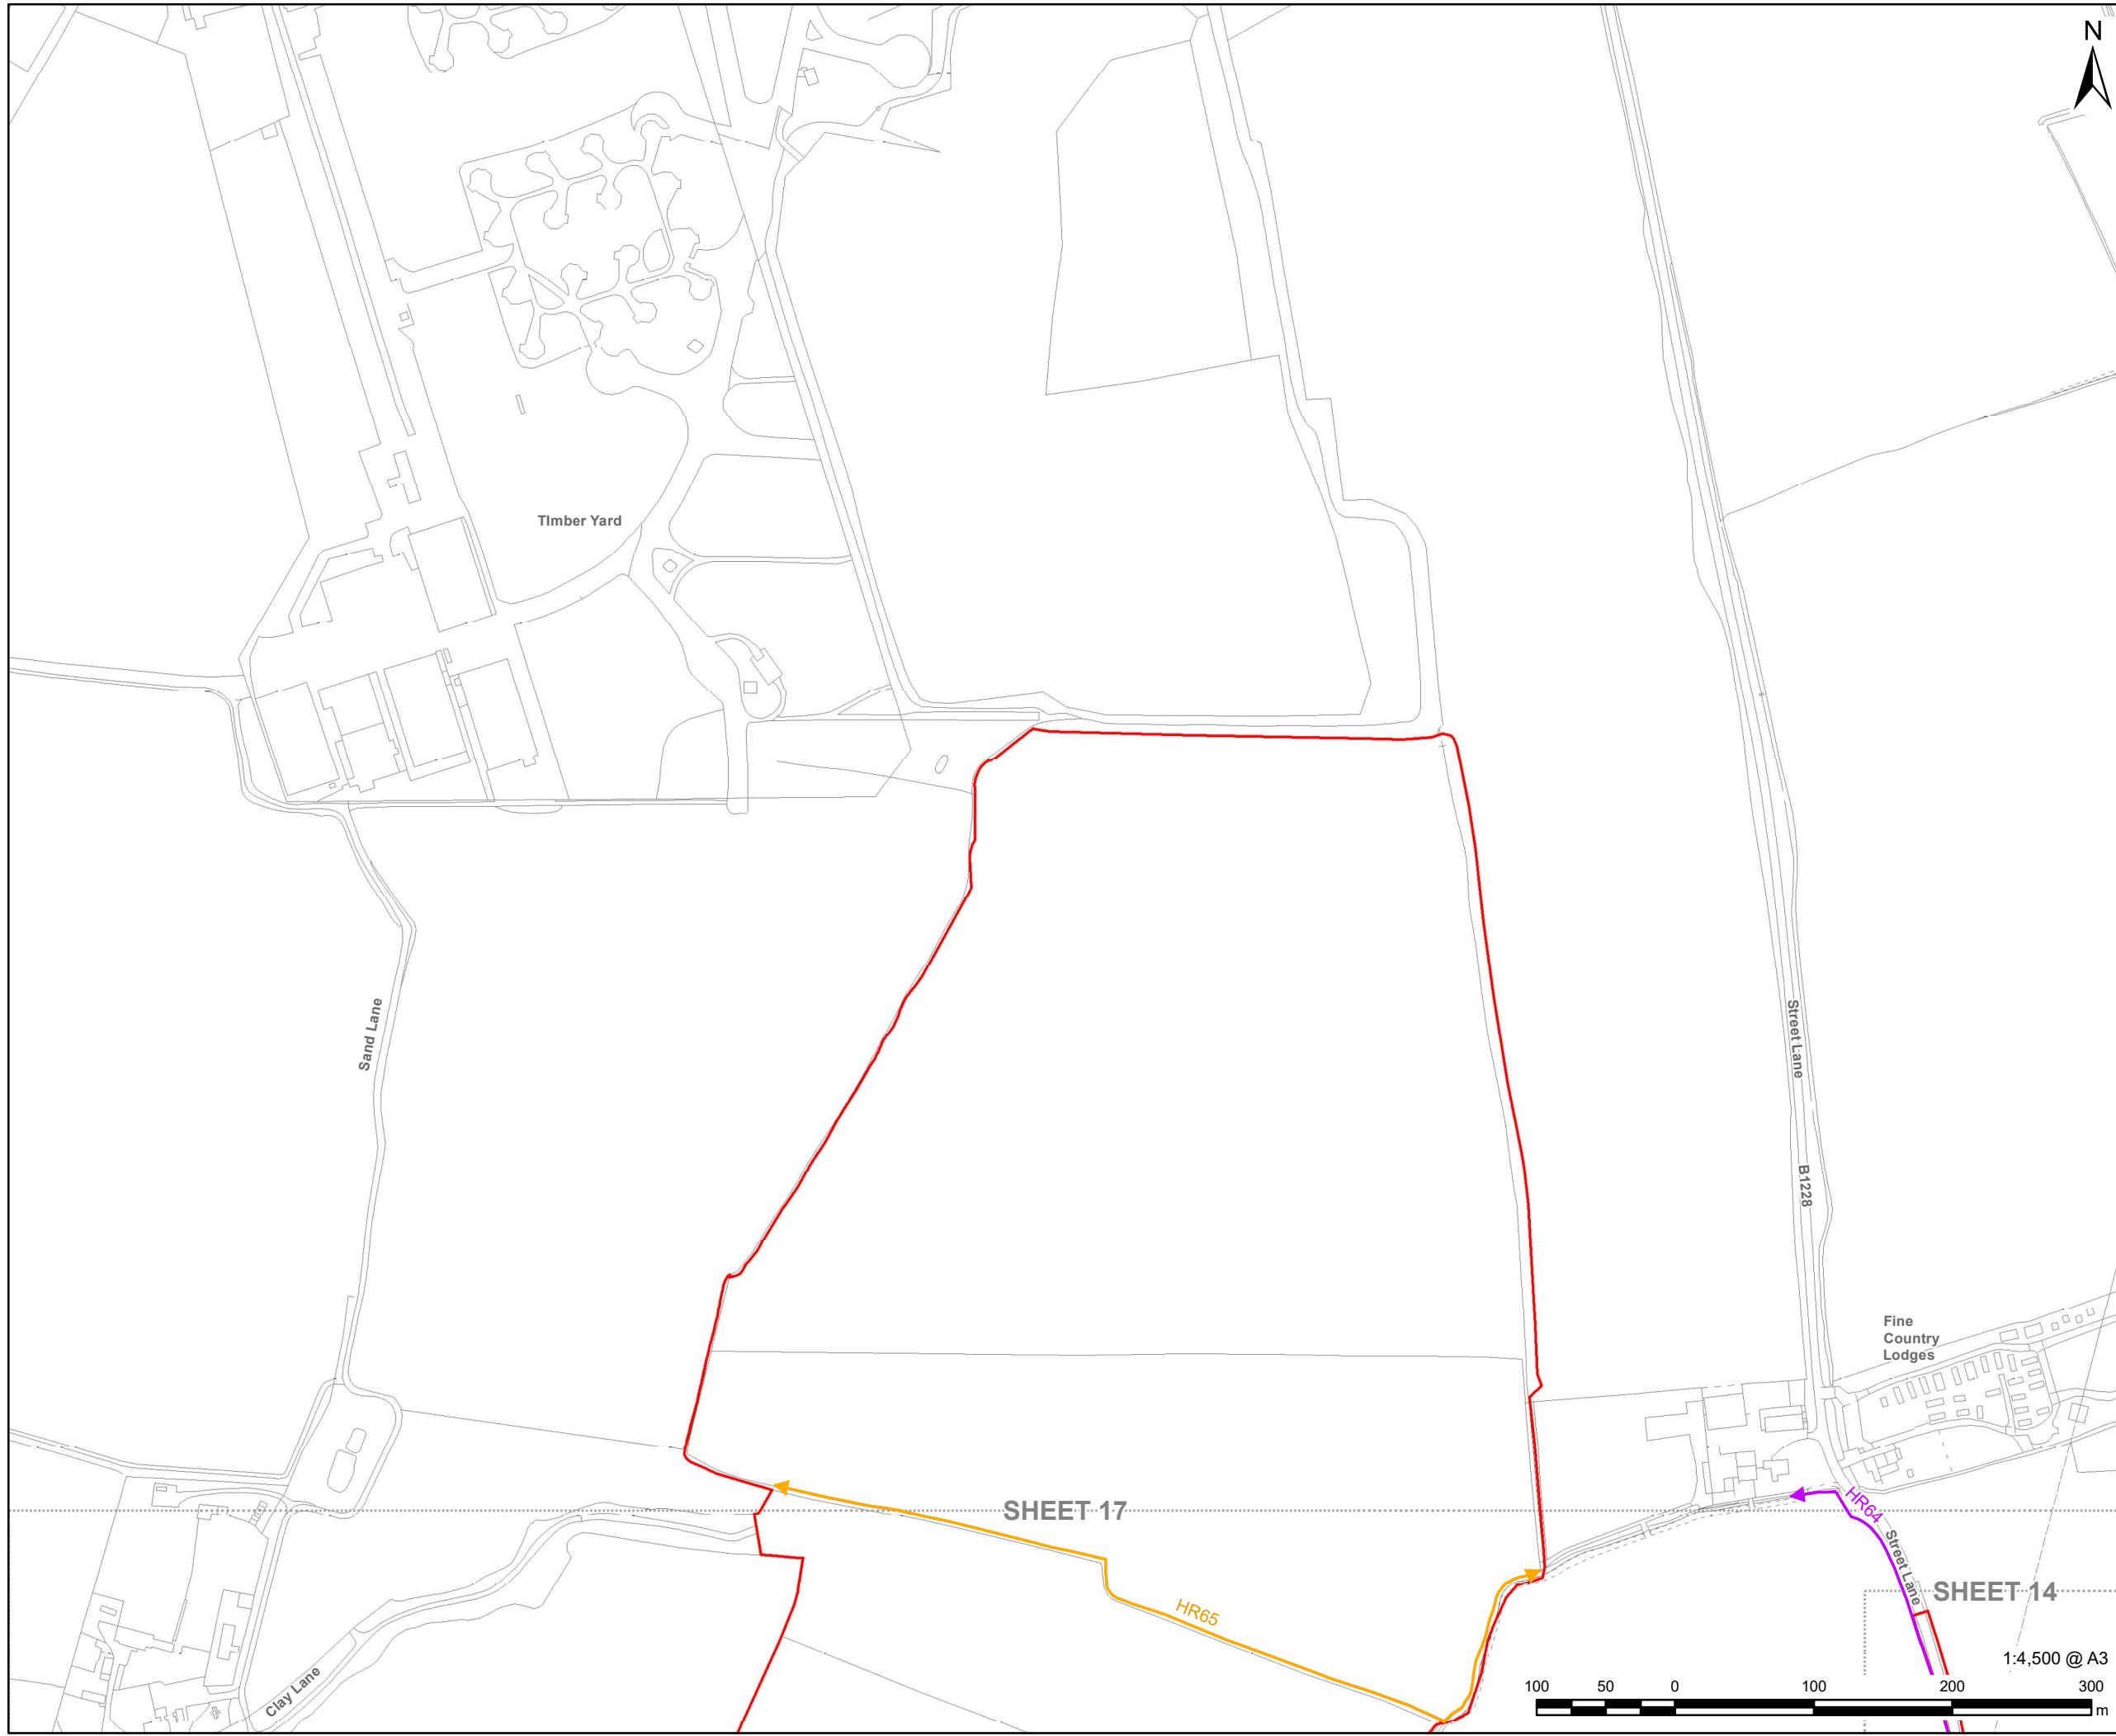 N
TImber Yard
Sand Lane
Street Lane
B1228
Fine
Country
Lodges
SHEET 17
HR64
Street Lane
SHEET 14
HR65
Clay Lane
1:4,500 @ A3
100 50 0 100 200 300
m